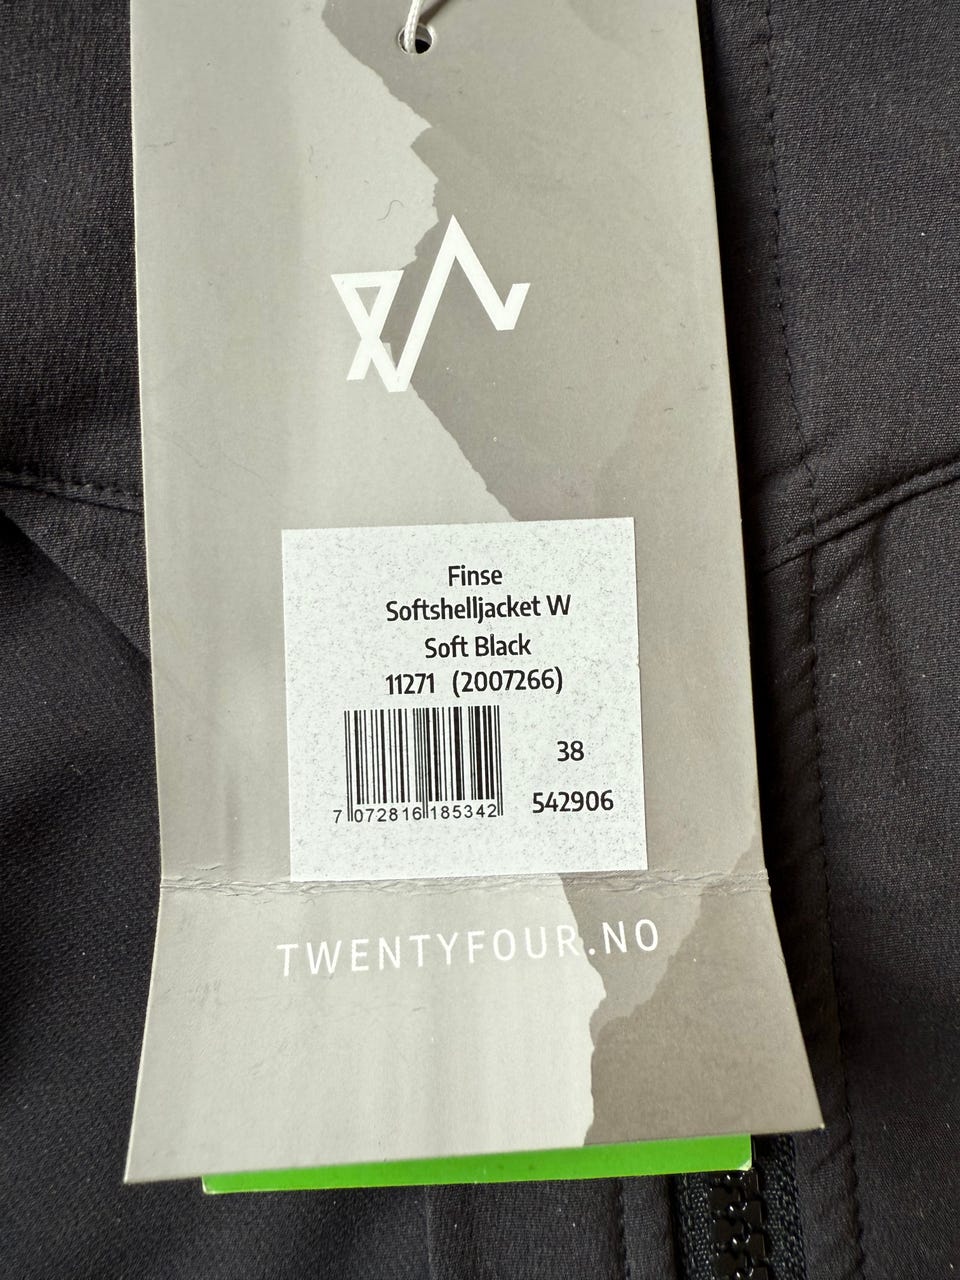 Finse
Softshelljacket W
Soft Black
11271 (2007266)
38
7 072816 185342
542906
TWENTYFOUR.NO